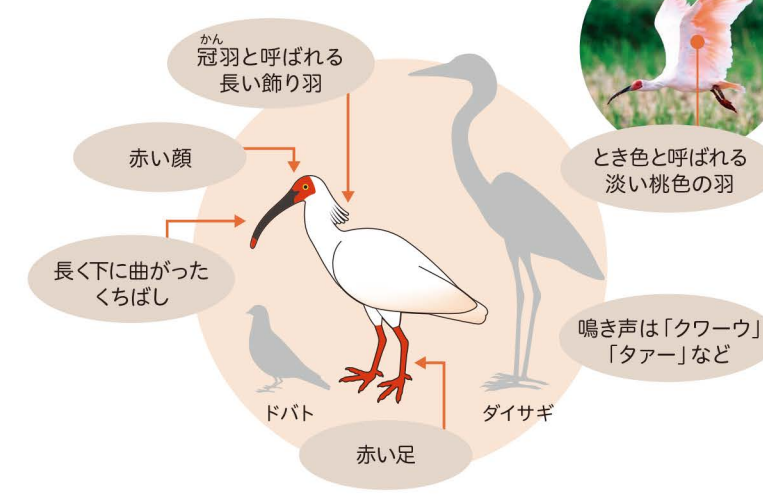 かん
冠羽と呼ばれる
長い飾り羽
赤い顔
とき色と呼ばれる
淡い桃色の羽
長く下に曲がった
くちばし
鳴き声は「クワーウ」
「タァー」など
ドバト
ダイサギ
赤い足